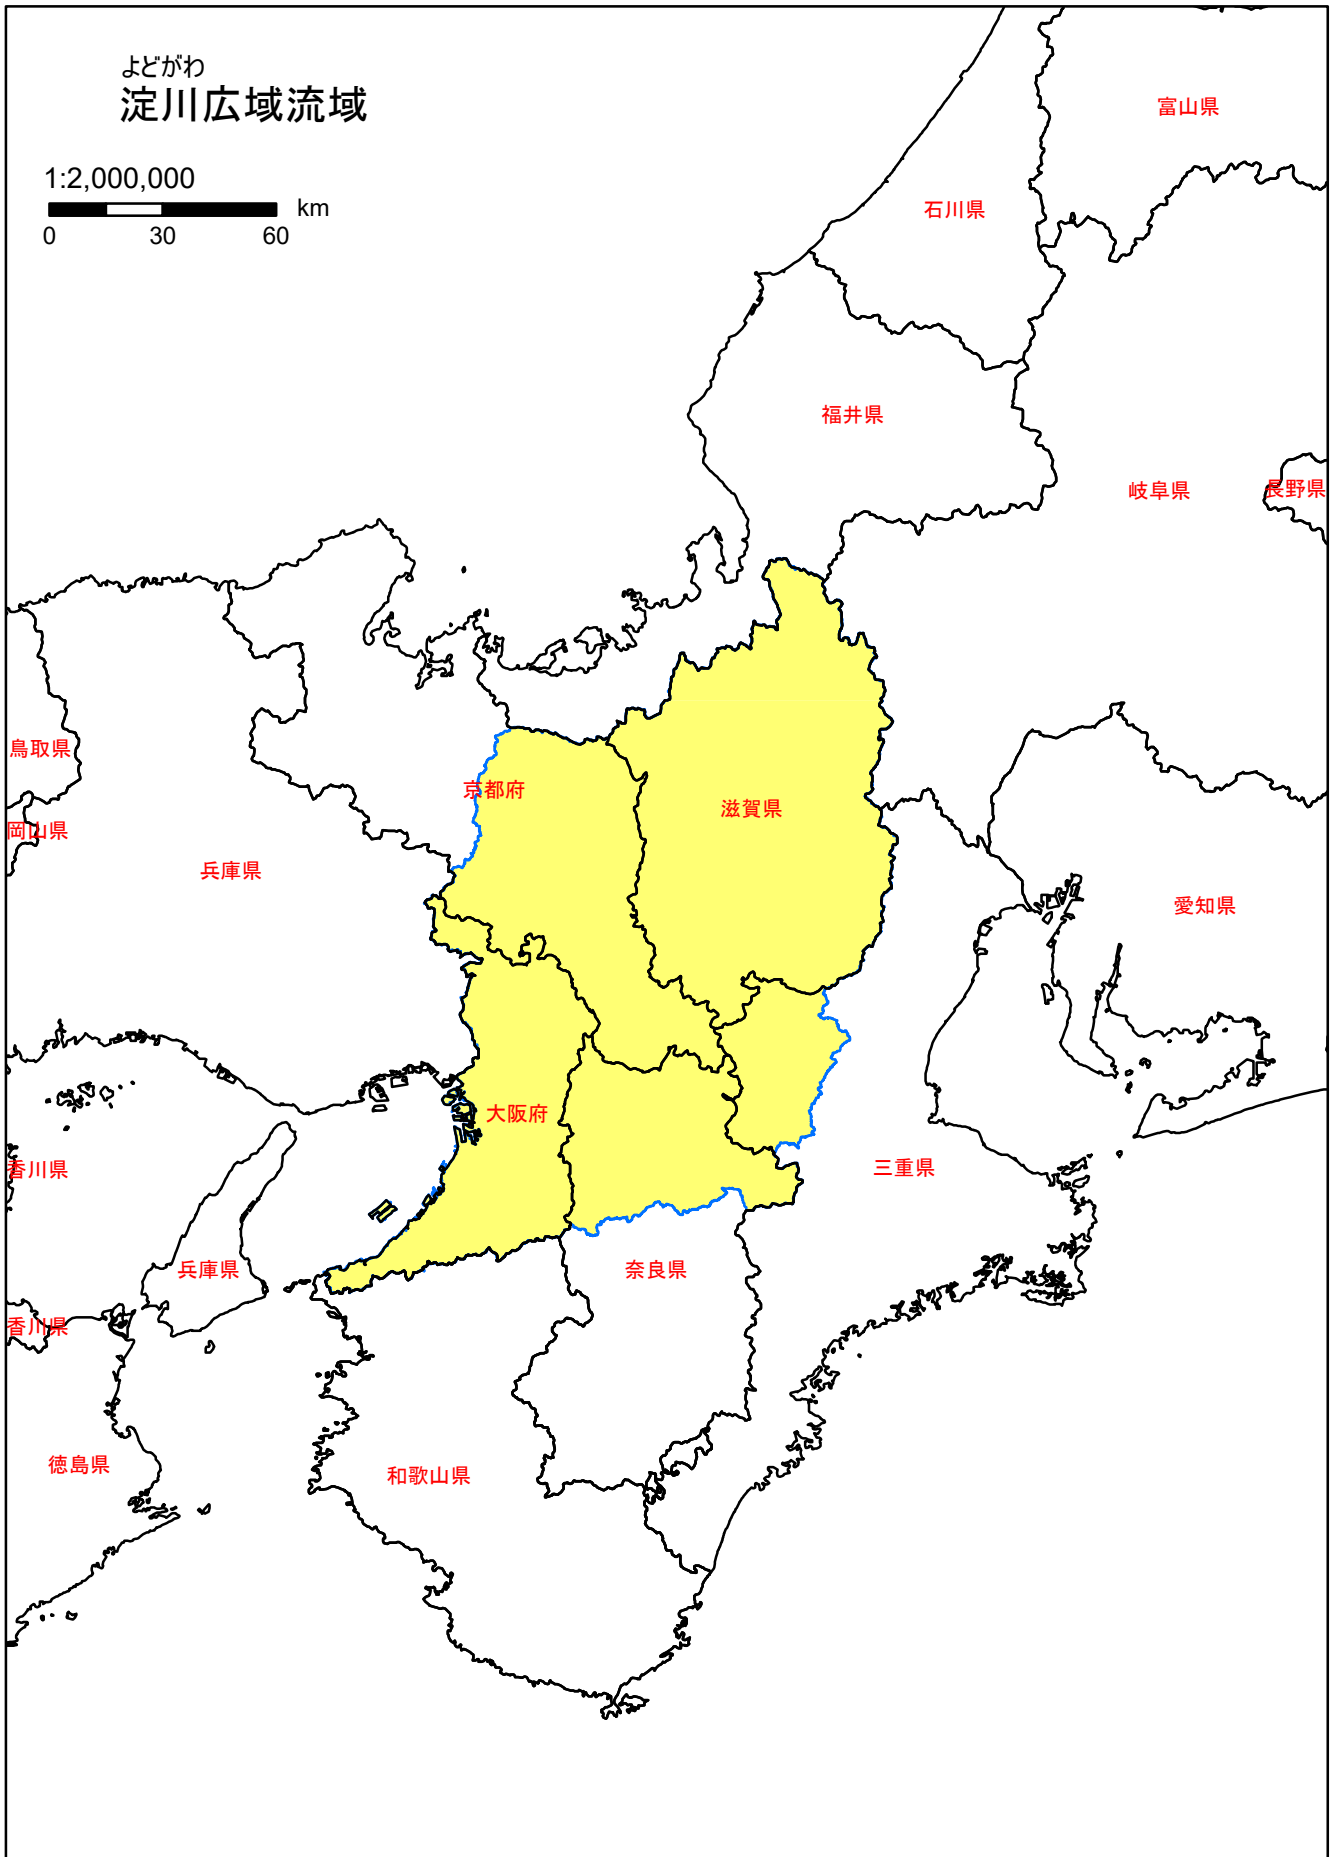 よどがわ
淀川広域流域
1:2,000,000
km
0 30 60
富山県
石川県
福井県
岐阜県
長野県
鳥取県
京都府
滋賀県
岡山県
兵庫県
愛知県
大阪府
香川県
三重県
兵庫県
奈良県
香川県
徳島県
和歌山県